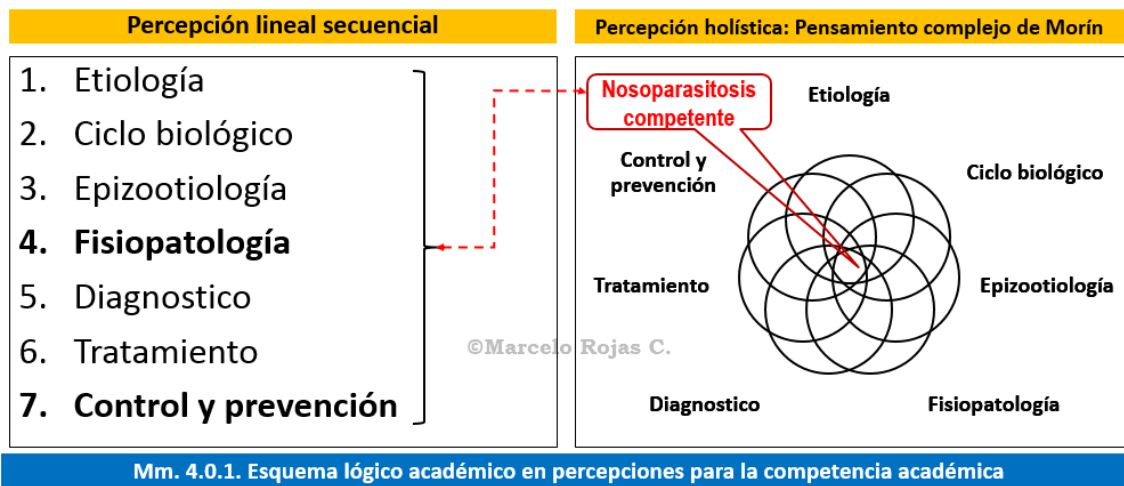 Percepción lineal secuencial
1. Etiología
2. Ciclo biológico
3. Epizootiología
4. Fisiopatología
5. Diagnostico
6. Tratamiento
7. Control y prevención
Percepción holística: Pensamiento complejo de Morín
Nosoparasitosis
competente
Etiología
Control y
prevención
Ciclo biológico
Tratamiento
Epizootiología
Diagnostico
Fisiopatología
©Marcelo Rojas C.
Mm. 4.0.1. Esquema lógico académico en percepciones para la competencia académica